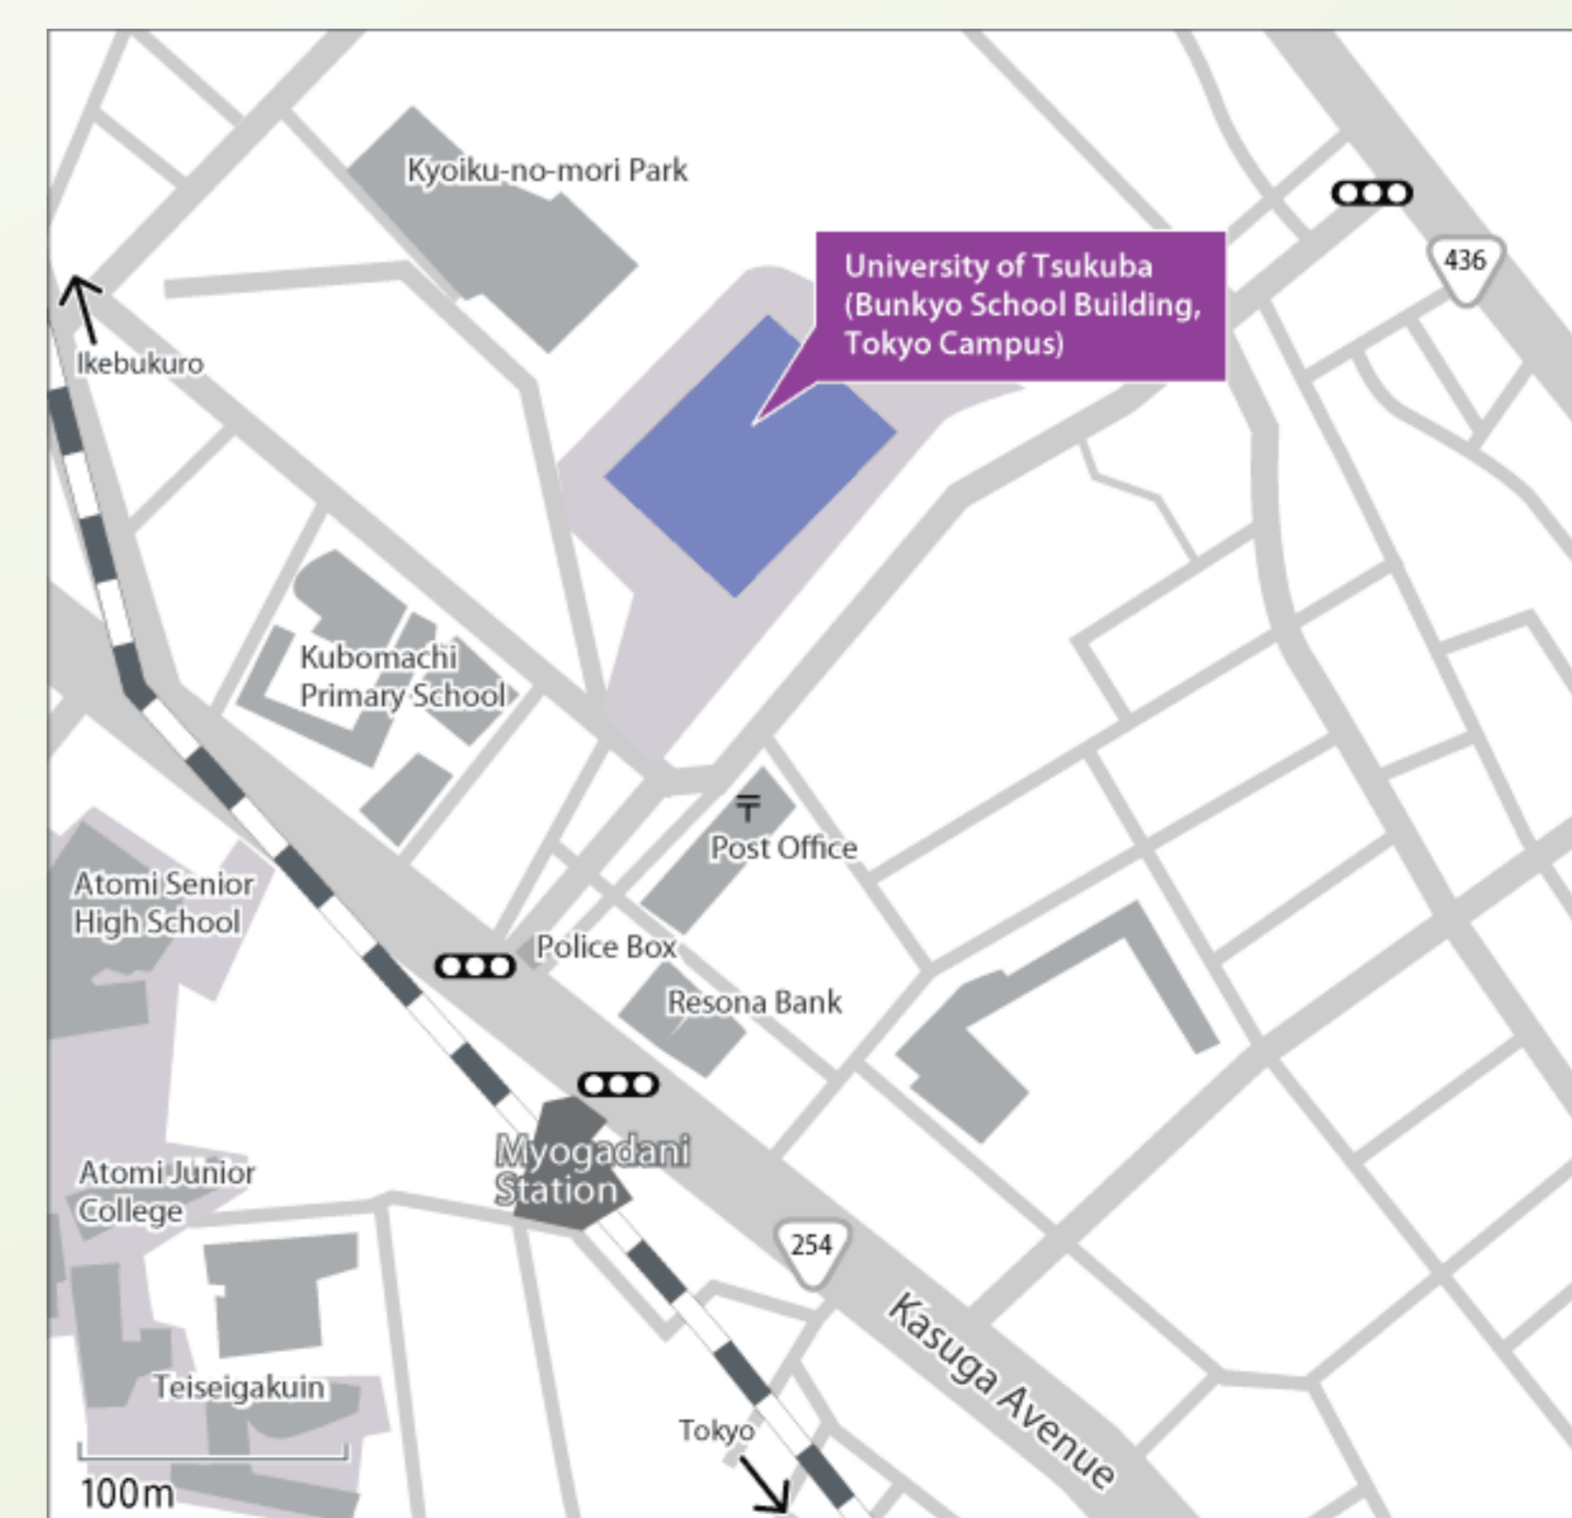 Kyoiku-no-mori Park
University of Tsukuba
(Bunkyo School Building,
Tokyo Campus)
436
Ikebukuro
Kubomachi
Primary School
〒
Post Office
Atomi Senior
High School
Police Box
Resona Bank
Myogadani
Station
Atomi Junior
College
254
Kasuga Avenue
Teiseigakuin
Tokyo
100m